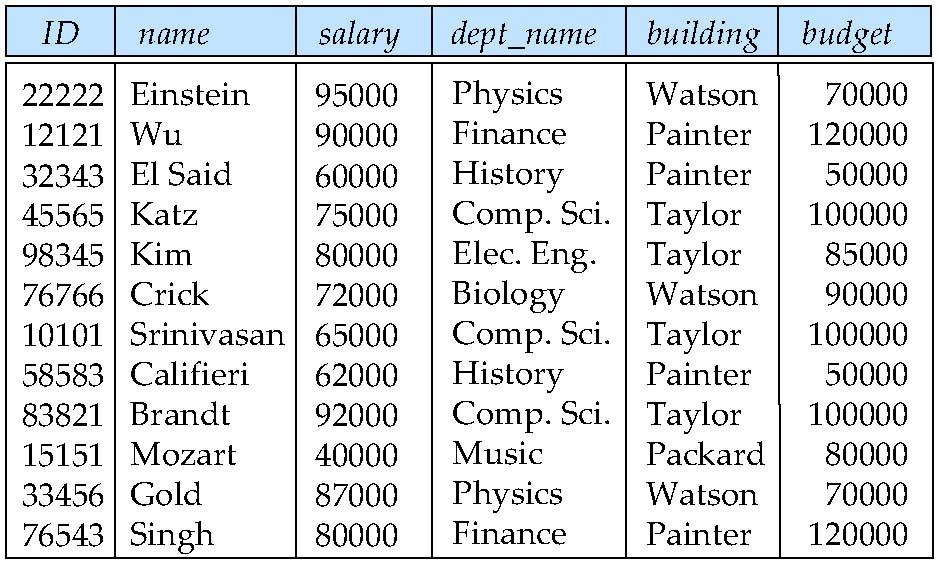 ID name salary dept_name building budget
22222 Einstein 95000 Physics Watson 70000
12121 Wu 90000 Finance Painter 120000
32343 El Said 60000 History Painter 50000
45565 Katz 75000 Comp. Sci. Taylor 100000
98345 Kim 80000 Elec. Eng. Taylor 85000
76766 Crick 72000 Biology Watson 90000
10101 Srinivasan 65000 Comp. Sci. Taylor 100000
58583 Califieri 62000 History Painter 50000
83821 Brandt 92000 Comp. Sci. Taylor 100000
15151 Mozart 40000 Music Packard 80000
33456 Gold 87000 Physics Watson 70000
76543 Singh 80000 Finance Painter 120000